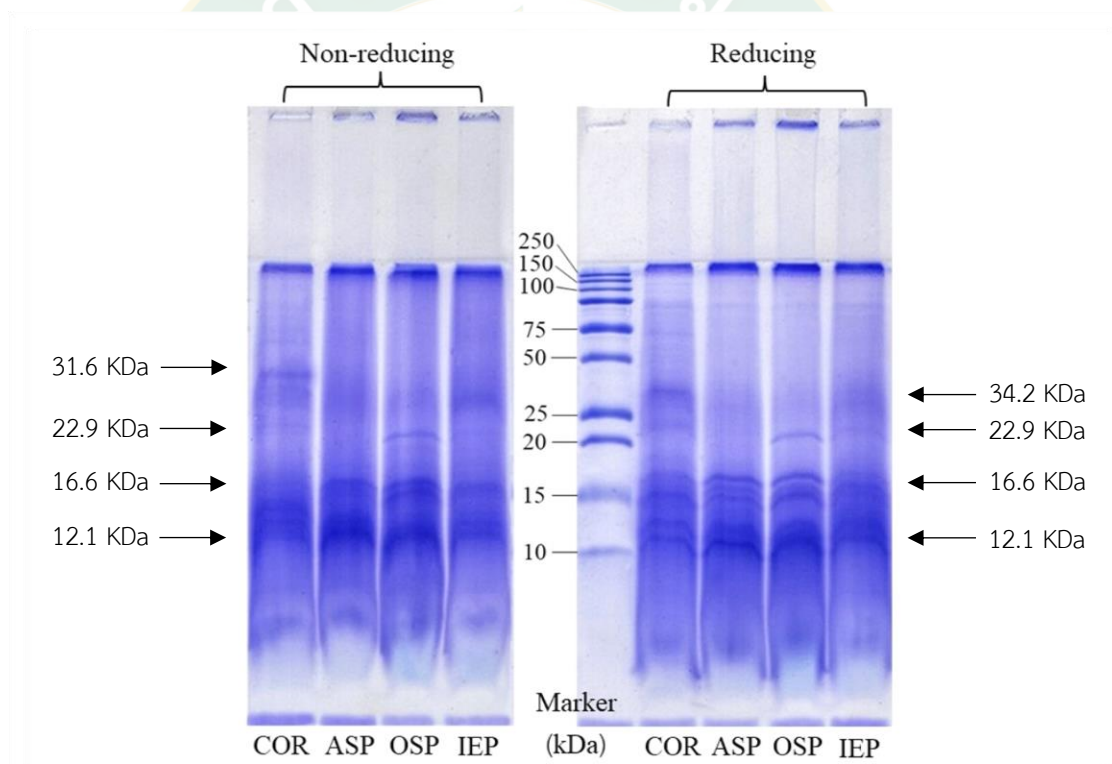 Non-reducing
Reducing
250
150
100
75
50
25
20
15
10
31.6 KDa
22.9 KDa
16.6 KDa
12.1 KDa
34.2 KDa
22.9 KDa
16.6 KDa
12.1 KDa
Marker
(kDa)
COR ASP OSP IEP
COR ASP OSP IEP